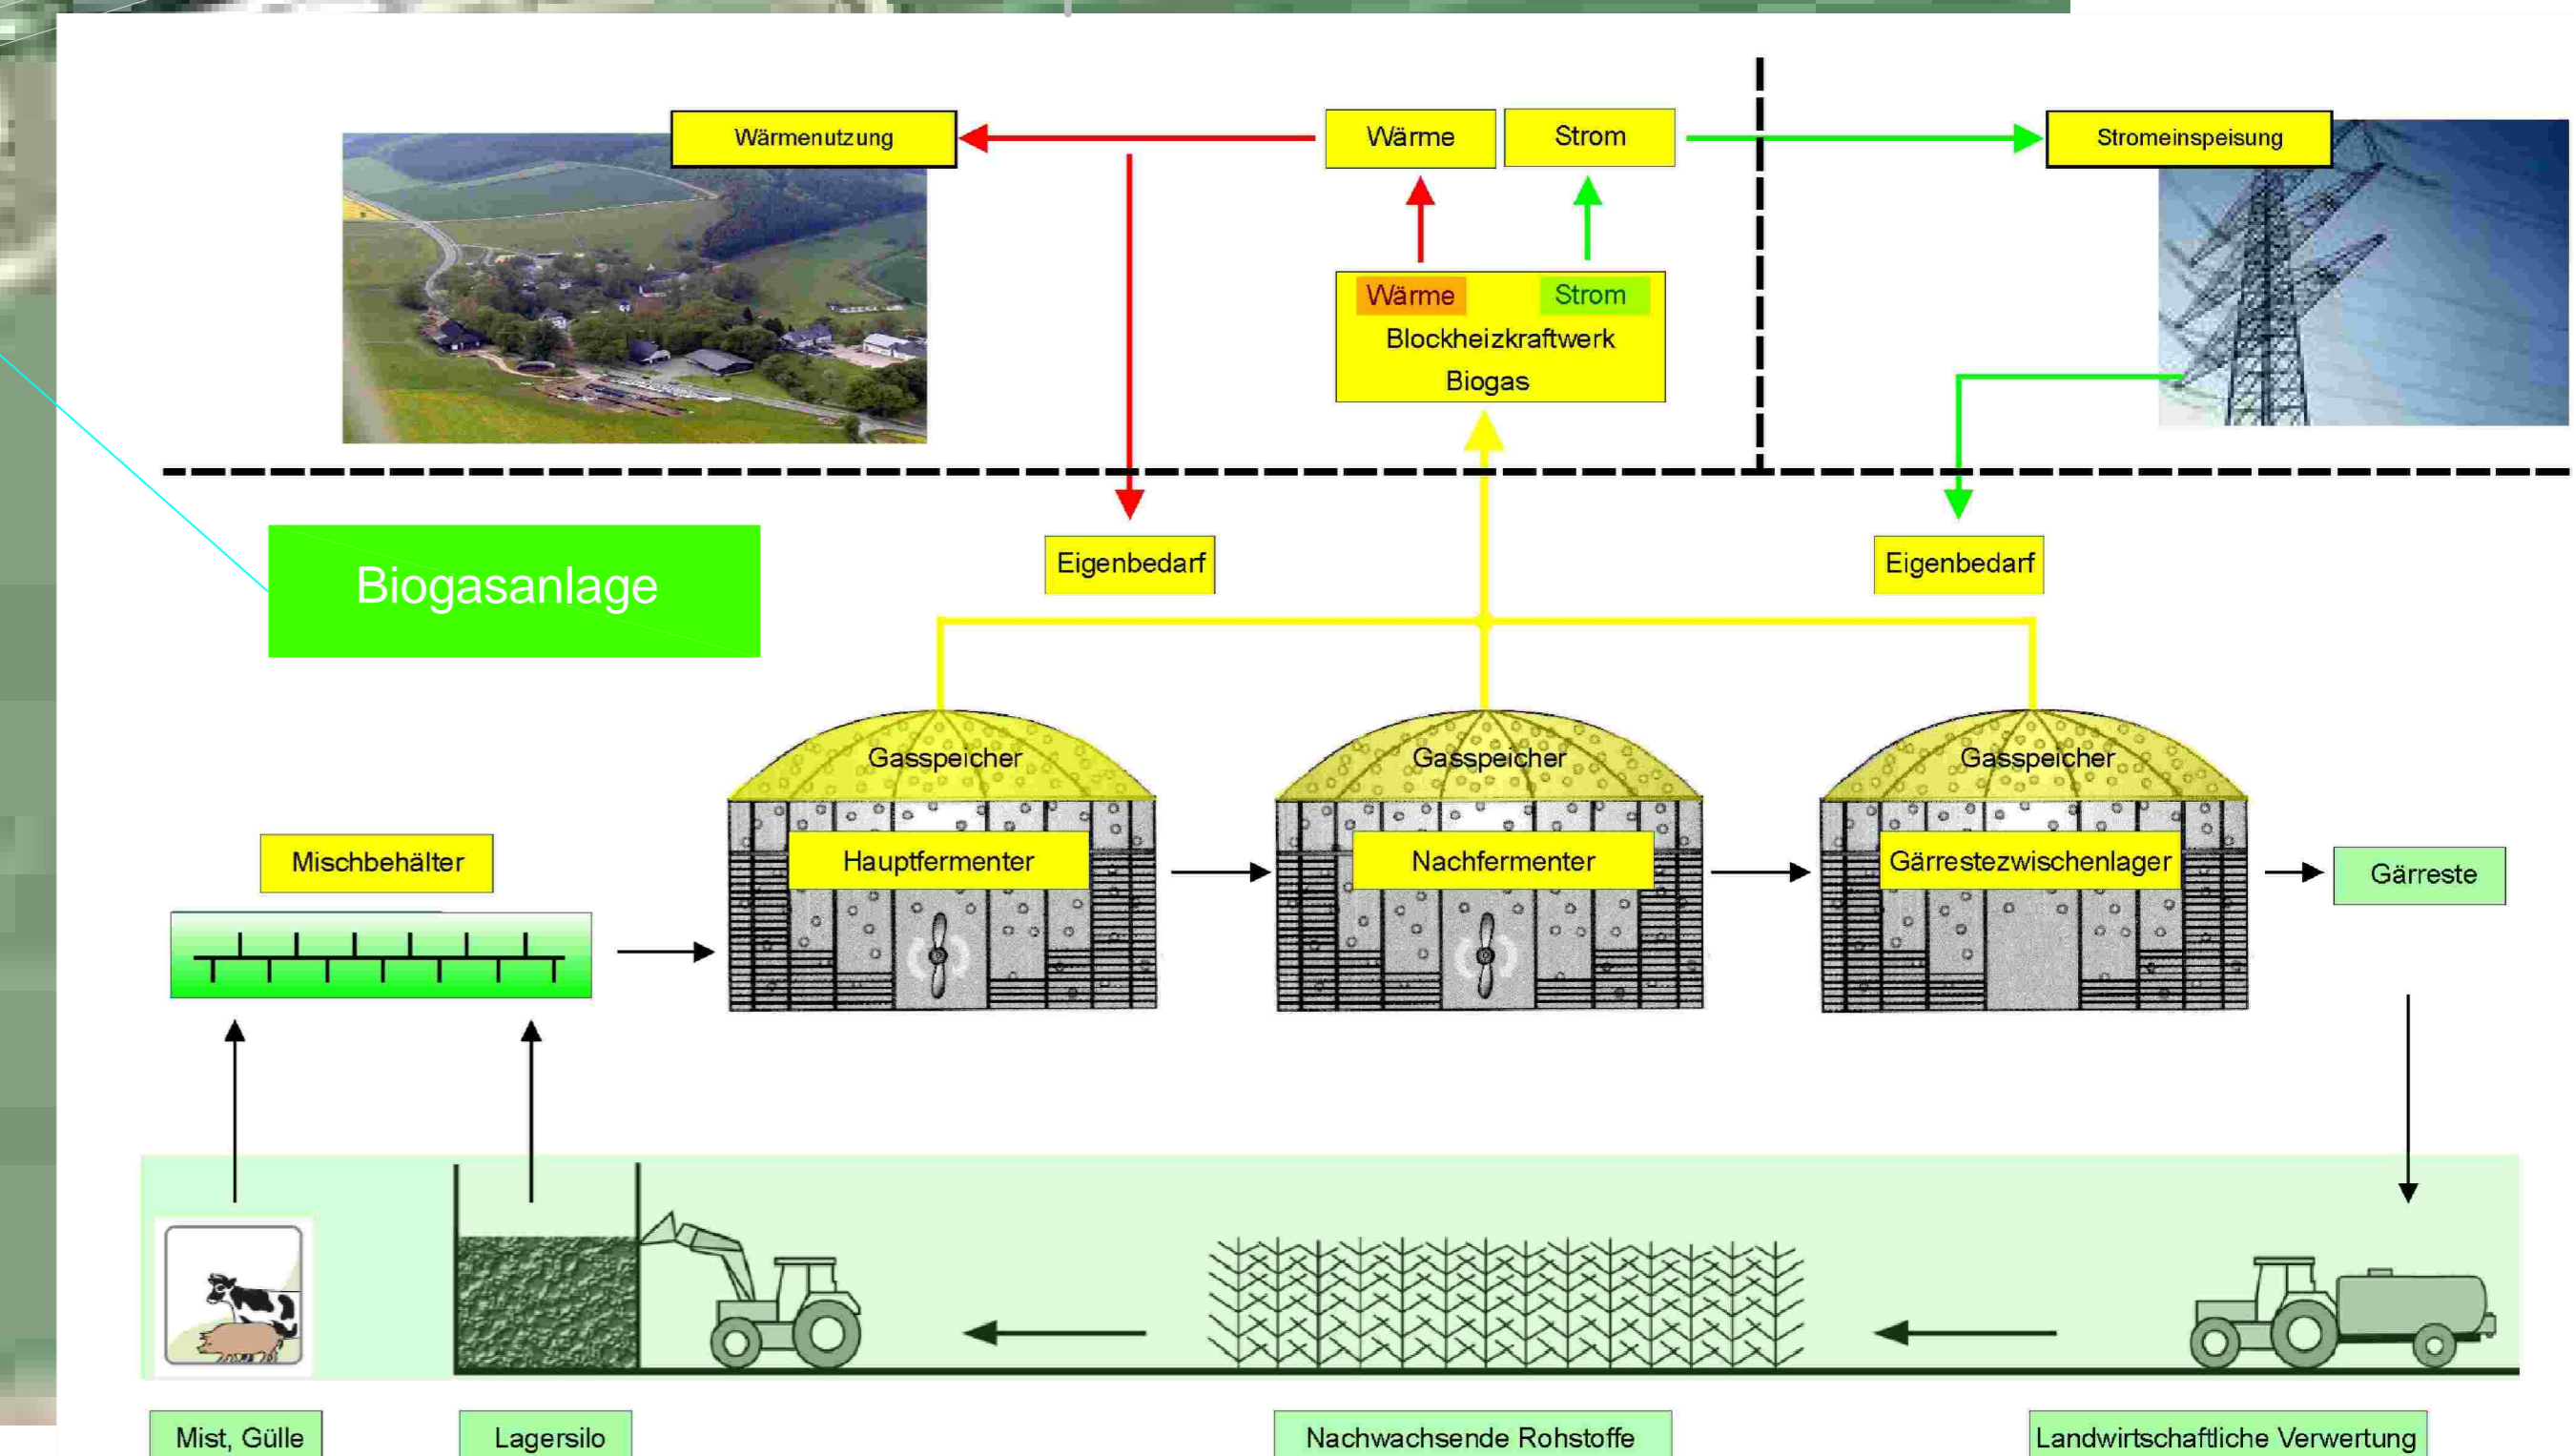 Wärmenutzung
Wärme
Strom
Stromeinspeisung
Wärme
Strom
Blockheizkraftwerk
Biogas
Eigenbedarf
Eigenbedarf
Biogasanlage
Gasspeicher
Gasspeicher
Gasspeicher
Mischbehälter
Hauptfermenter
Nachfermenter
Gärrestezwischenlager
Gärreste
Mist, Gülle
Lagersilo
Nachwachsende Rohstoffe
Landwirtschaftliche Verwertung